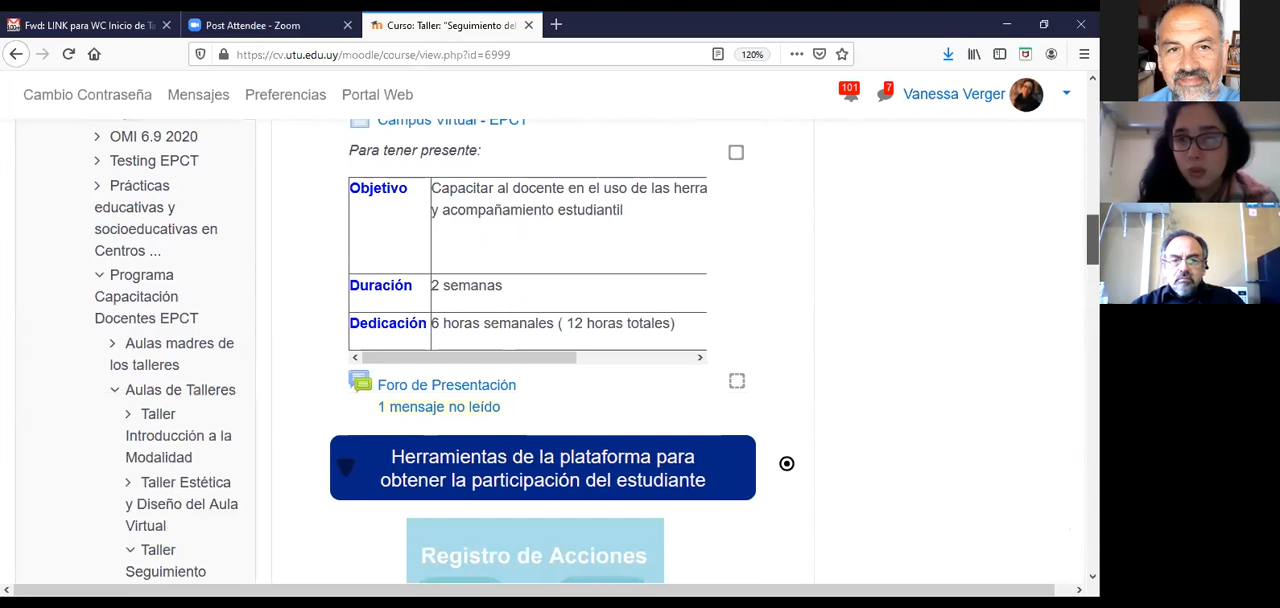 Fwd: LINK para WC Inicio de Ta
Post Attendee - Zoom
Curso: Taller: "Seguimiento del
https://cv.utu.edu.uy/moodle/course/view.php?id=6999
120%
Cambio Contraseña
Mensajes
Preferencias
Portal Web
101
7
Vanessa Verger
OMI 6.9 2020
Testing EPCT
Prácticas
educativas y
socioeducativas en
Centros ...
Programa
Capacitación
Docentes EPCT
Aulas madres de
los talleres
Aulas de Talleres
Taller
Introducción a la
Modalidad
Taller Estética
y Diseño del Aula
Virtual
Taller
Seguimiento
Campus Virtual - EPCT
Para tener presente:
Objetivo
Capacitar al docente en el uso de las herra
y acompañamiento estudiantil
Duración
2 semanas
Dedicación
6 horas semanales ( 12 horas totales)
Foro de Presentación
1 mensaje no leído
Herramientas de la plataforma para
obtener la participación del estudiante
Registro de Acciones